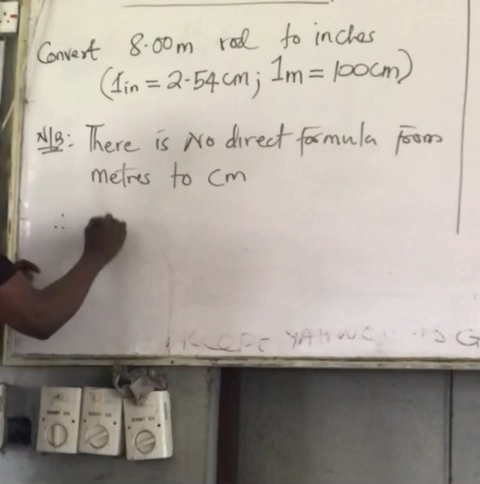 Convert 8.00m rod to inches
(1in = 2.54cm; 1m = 100cm)
N/B: There is No direct formula from
metres to cm
∴